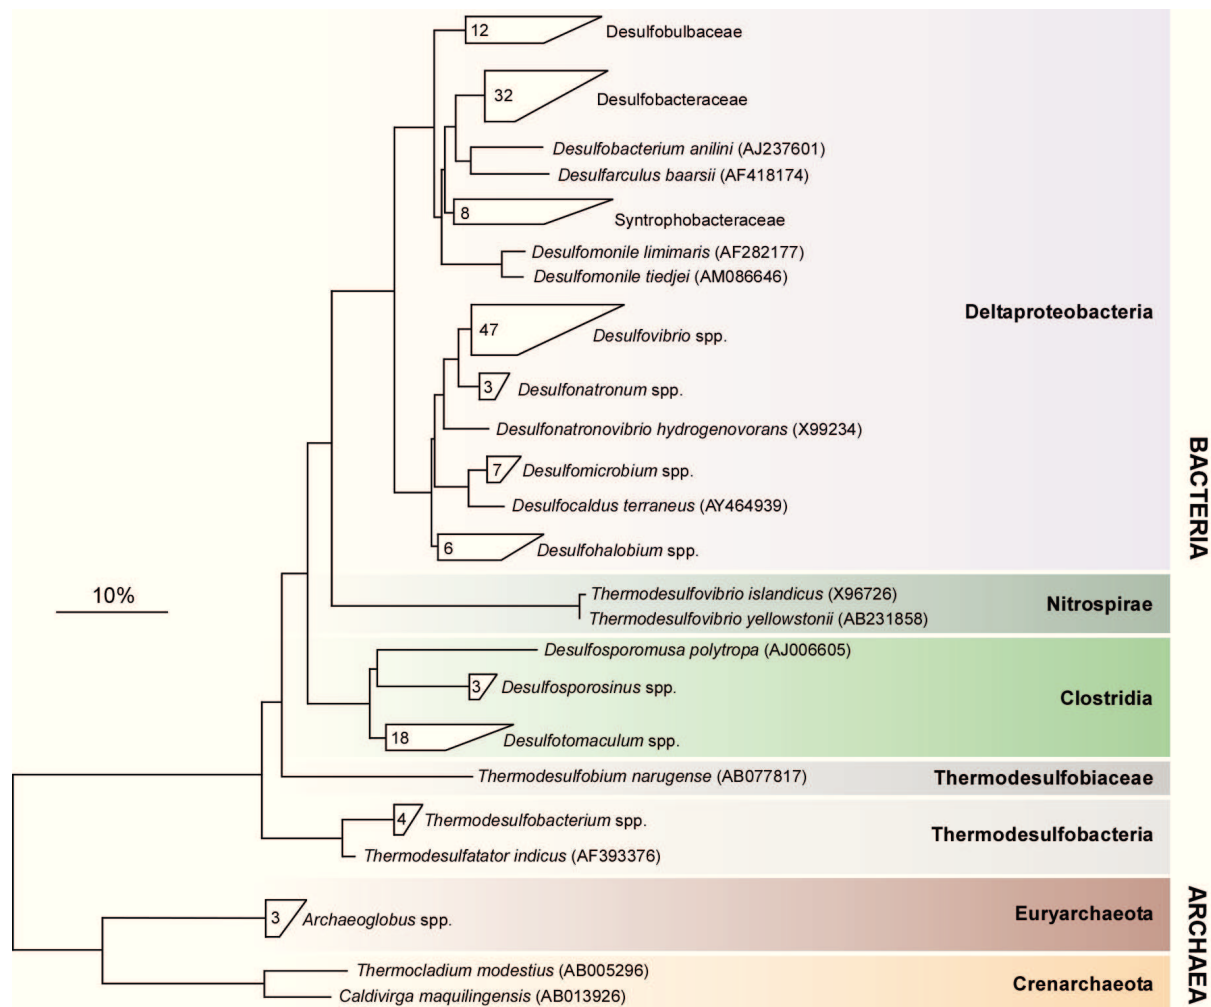 12
Desulfobulbaceae
32
Desulfobacteraceae
Desulfobacterium anilini (AJ237601)
Desulfarculus baarsii (AF418174)
8
Syntrophobacteraceae
Desulfomonile limimaris (AF282177)
Desulfomonile tiedjei (AM086646)
Deltaproteobacteria
47
Desulfovibrio spp.
3
Desulfonatronum spp.
Desulfonatronovibrio hydrogenovorans (X99234)
7
Desulfomicrobium spp.
Desulfocaldus terraneus (AY464939)
6
Desulfohalobium spp.
BACTERIA
10%
Thermodesulfovibrio islandicus (X96726)
Thermodesulfovibrio yellowstonii (AB231858)
Nitrospirae
Desulfosporomusa polytropa (AJ006605)
3
Desulfosporosinus spp.
Clostridia
18
Desulfotomaculum spp.
Thermodesulfobium narugense (AB077817)
Thermodesulfobiaceae
4
Thermodesulfobacterium spp.
Thermodesulfobacteria
Thermodesulfatator indicus (AF393376)
3
Archaeoglobus spp.
Euryarchaeota
ARCHAEA
Thermocladium modestius (AB005296)
Caldivirga maquilingensis (AB013926)
Crenarchaeota